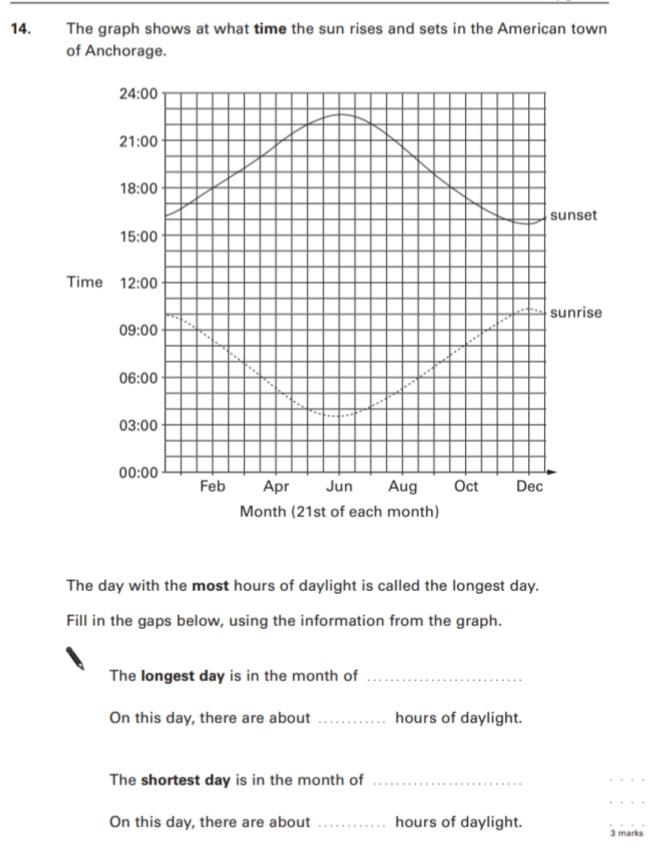 14. The graph shows at what time the sun rises and sets in the American town
of Anchorage.
24:00
21:00
18:00
sunset
15:00
Time 12:00
sunrise
09:00
06:00
03:00
00:00
Feb Apr Jun Aug Oct Dec
Month (21st of each month)
The day with the most hours of daylight is called the longest day.
Fill in the gaps below, using the information from the graph.
The longest day is in the month of ..........................
On this day, there are about ............ hours of daylight.
The shortest day is in the month of .........................
On this day, there are about ............ hours of daylight.
3 marks